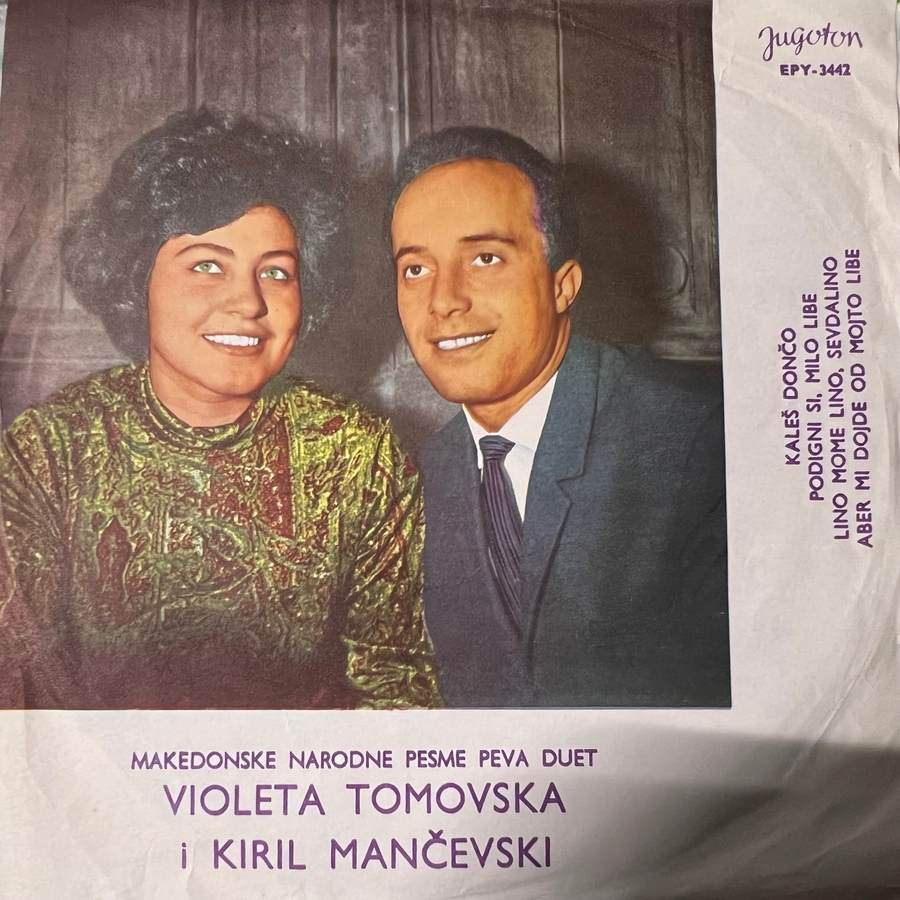 Jugoton
EPY-3442
KALEŠ DONČO
PODIGNI SI, MILO LIBE
LINO MOME LINO, SEVDALINO
ABER MI DOJDE OD MOJTO LIBE
MAKEDONSKE NARODNE PESME PEVA DUET
VIOLETA TOMOVSKA
i KIRIL MANČEVSKI